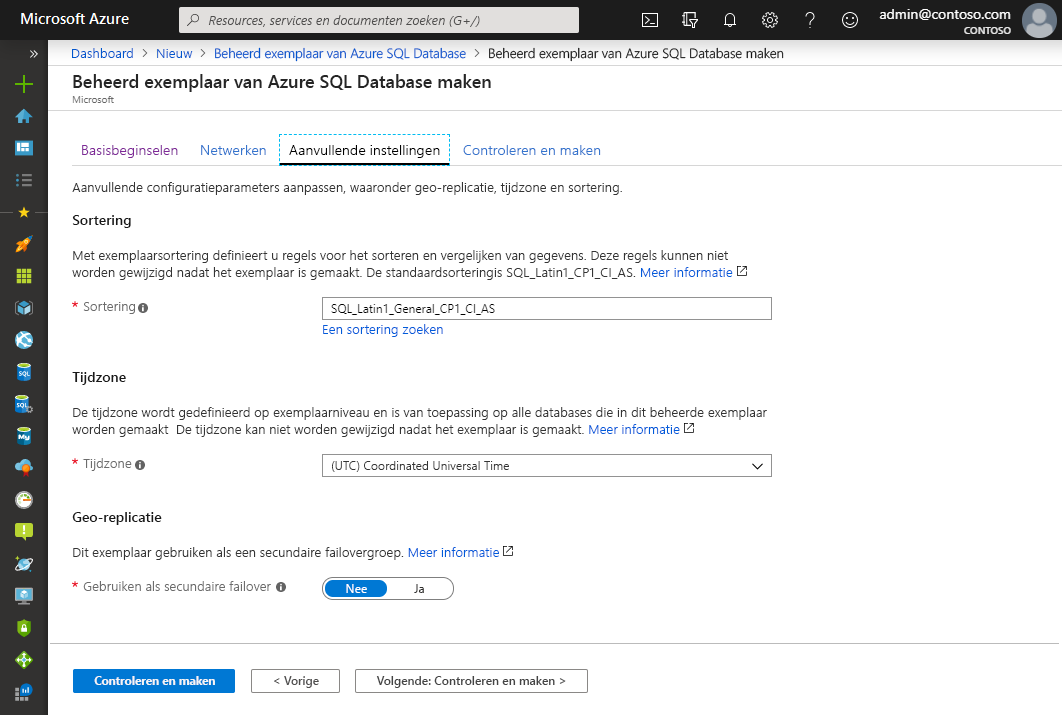 Microsoft Azure
Resources, services en documenten zoeken (G+/)
admin@contoso.com
CONTOSO
Dashboard > Nieuw > Beheerd exemplaar van Azure SQL Database > Beheerd exemplaar van Azure SQL Database maken
Beheerd exemplaar van Azure SQL Database maken
Microsoft
Basisbeginselen Netwerken Aanvullende instellingen Controleren en maken
Aanvullende configuratieparameters aanpassen, waaronder geo-replicatie, tijdzone en sortering.
Sortering
Met exemplaarsortering definieert u regels voor het sorteren en vergelijken van gegevens. Deze regels kunnen niet
worden gewijzigd nadat het exemplaar is gemaakt. De standaardsorteringis SQL_Latin1_CP1_CI_AS. Meer informatie
* Sortering
SQL_Latin1_General_CP1_CI_AS
Een sortering zoeken
Tijdzone
De tijdzone wordt gedefinieerd op exemplaarniveau en is van toepassing op alle databases die in dit beheerde exemplaar
worden gemaakt  De tijdzone kan niet worden gewijzigd nadat het exemplaar is gemaakt. Meer informatie
* Tijdzone
(UTC) Coordinated Universal Time
Geo-replicatie
Dit exemplaar gebruiken als een secundaire failovergroep. Meer informatie
* Gebruiken als secundaire failover
Nee Ja
Controleren en maken
< Vorige
Volgende: Controleren en maken >